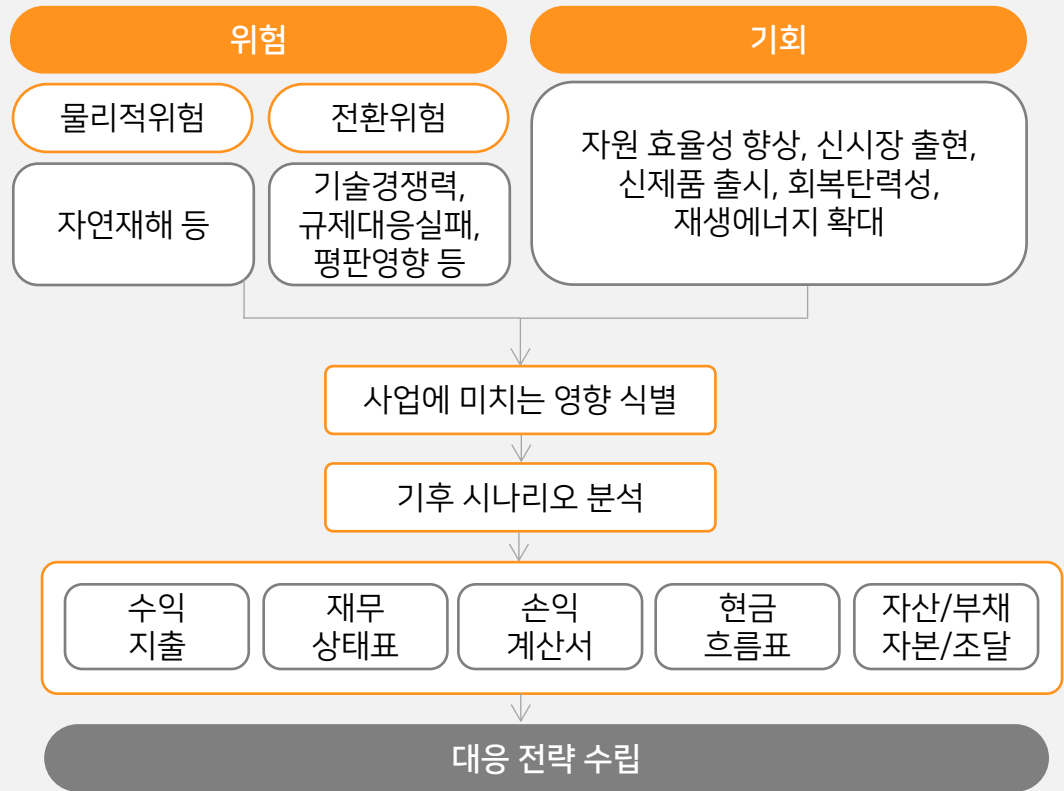 위험
기회
물리적위험
전환위험
자연재해 등
기술경쟁력,
규제대응실패,
평판영향 등
자원 효율성 향상, 신시장 출현,
신제품 출시, 회복탄력성,
재생에너지 확대
사업에 미치는 영향 식별
기후 시나리오 분석
수익
지출
재무
상태표
손익
계산서
현금
흐름표
자산/부채
자본/조달
대응 전략 수립